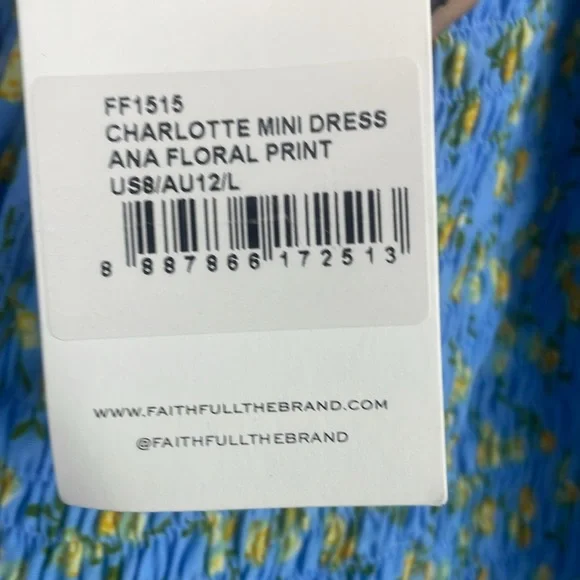 FF1515
CHARLOTTE MINI DRESS
ANA FLORAL PRINT
US8/AU12/L
8 887866 172513
WWW.FAITHFULLTHEBRAND.COM
@FAITHFULLTHEBRAND